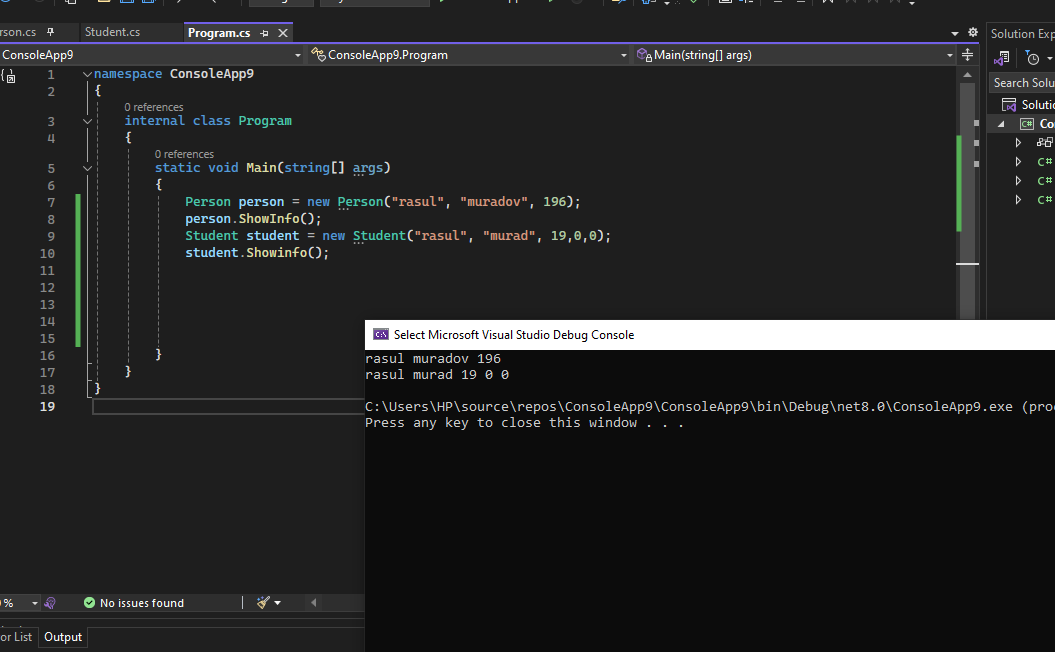 rson.cs
Student.cs
Program.cs
Solution Exp
ConsoleApp9
ConsoleApp9.Program
Main(string[] args)
Search Solu
Solutio
Co
C#
C#
C#
C#
1 namespace ConsoleApp9
2 {
0 references
3 internal class Program
4 {
0 references
5 static void Main(string[] args)
6 {
7 Person person = new Person("rasul", "muradov", 196);
8 person.ShowInfo();
9 Student student = new Student("rasul", "murad", 19,0,0);
10 student.Showinfo();
11
12
13
14
15
16 }
17 }
18 }
19
Select Microsoft Visual Studio Debug Console
rasul muradov 196
rasul murad 19 0 0
C:\Users\HP\source\repos\ConsoleApp9\ConsoleApp9\bin\Debug\net8.0\ConsoleApp9.exe (proc
Press any key to close this window . . .
%
No issues found
or List
Output